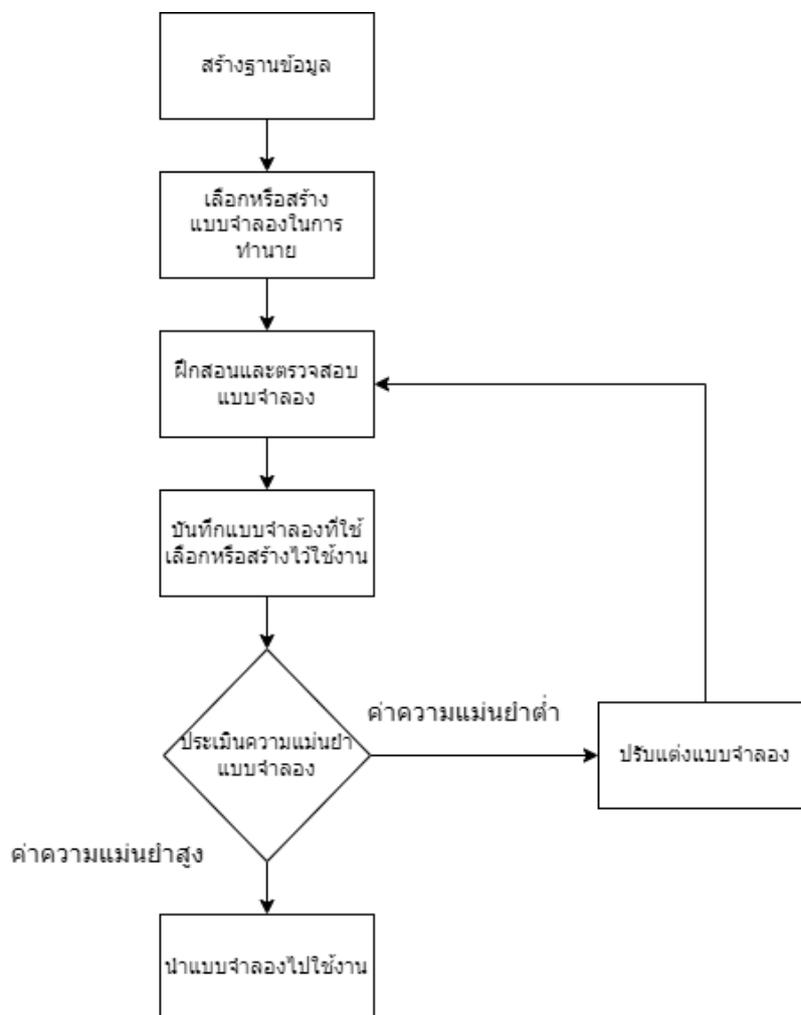 สร้างฐานข้อมูล
เลือกหรือสร้าง
แบบจำลองในการ
ทำนาย
ฝึกสอนและตรวจสอบ
แบบจำลอง
บันทึกแบบจำลองที่ใช้
เลือกหรือสร้างไว้ใช้งาน
ค่าความแม่นยำต่ำ
ประเมินความแม่นยำ
แบบจำลอง
ปรับแต่งแบบจำลอง
ค่าความแม่นยำสูง
นำแบบจำลองไปใช้งาน